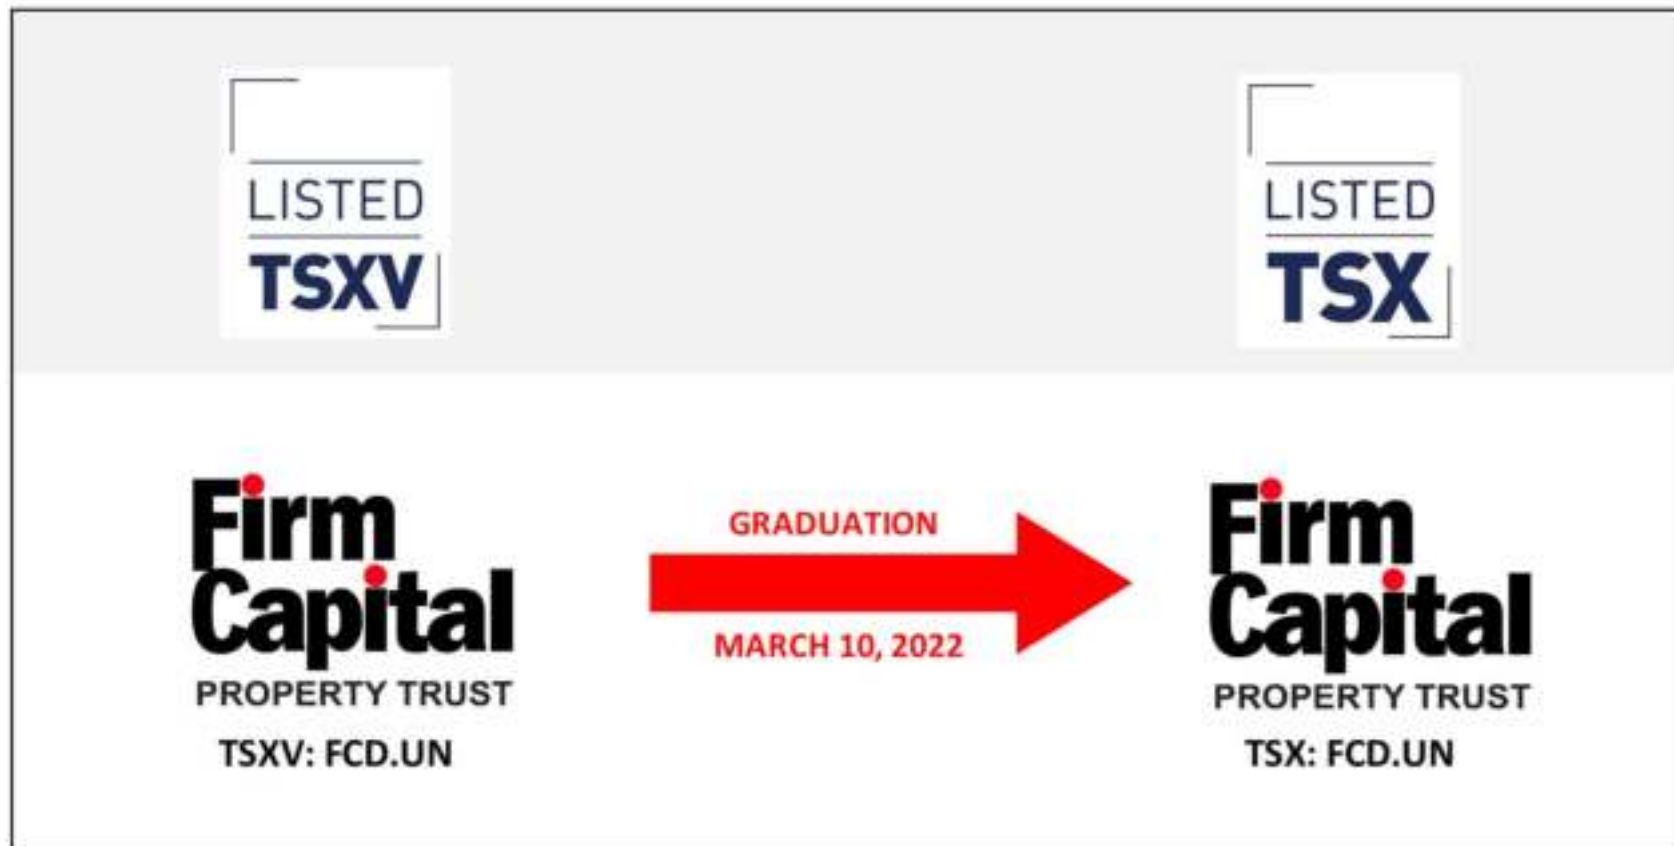 LISTED
TSXV
LISTED
TSX
Firm
Capital
PROPERTY TRUST
TSXV: FCD.UN
GRADUATION
MARCH 10, 2022
Firm
Capital
PROPERTY TRUST
TSX: FCD.UN